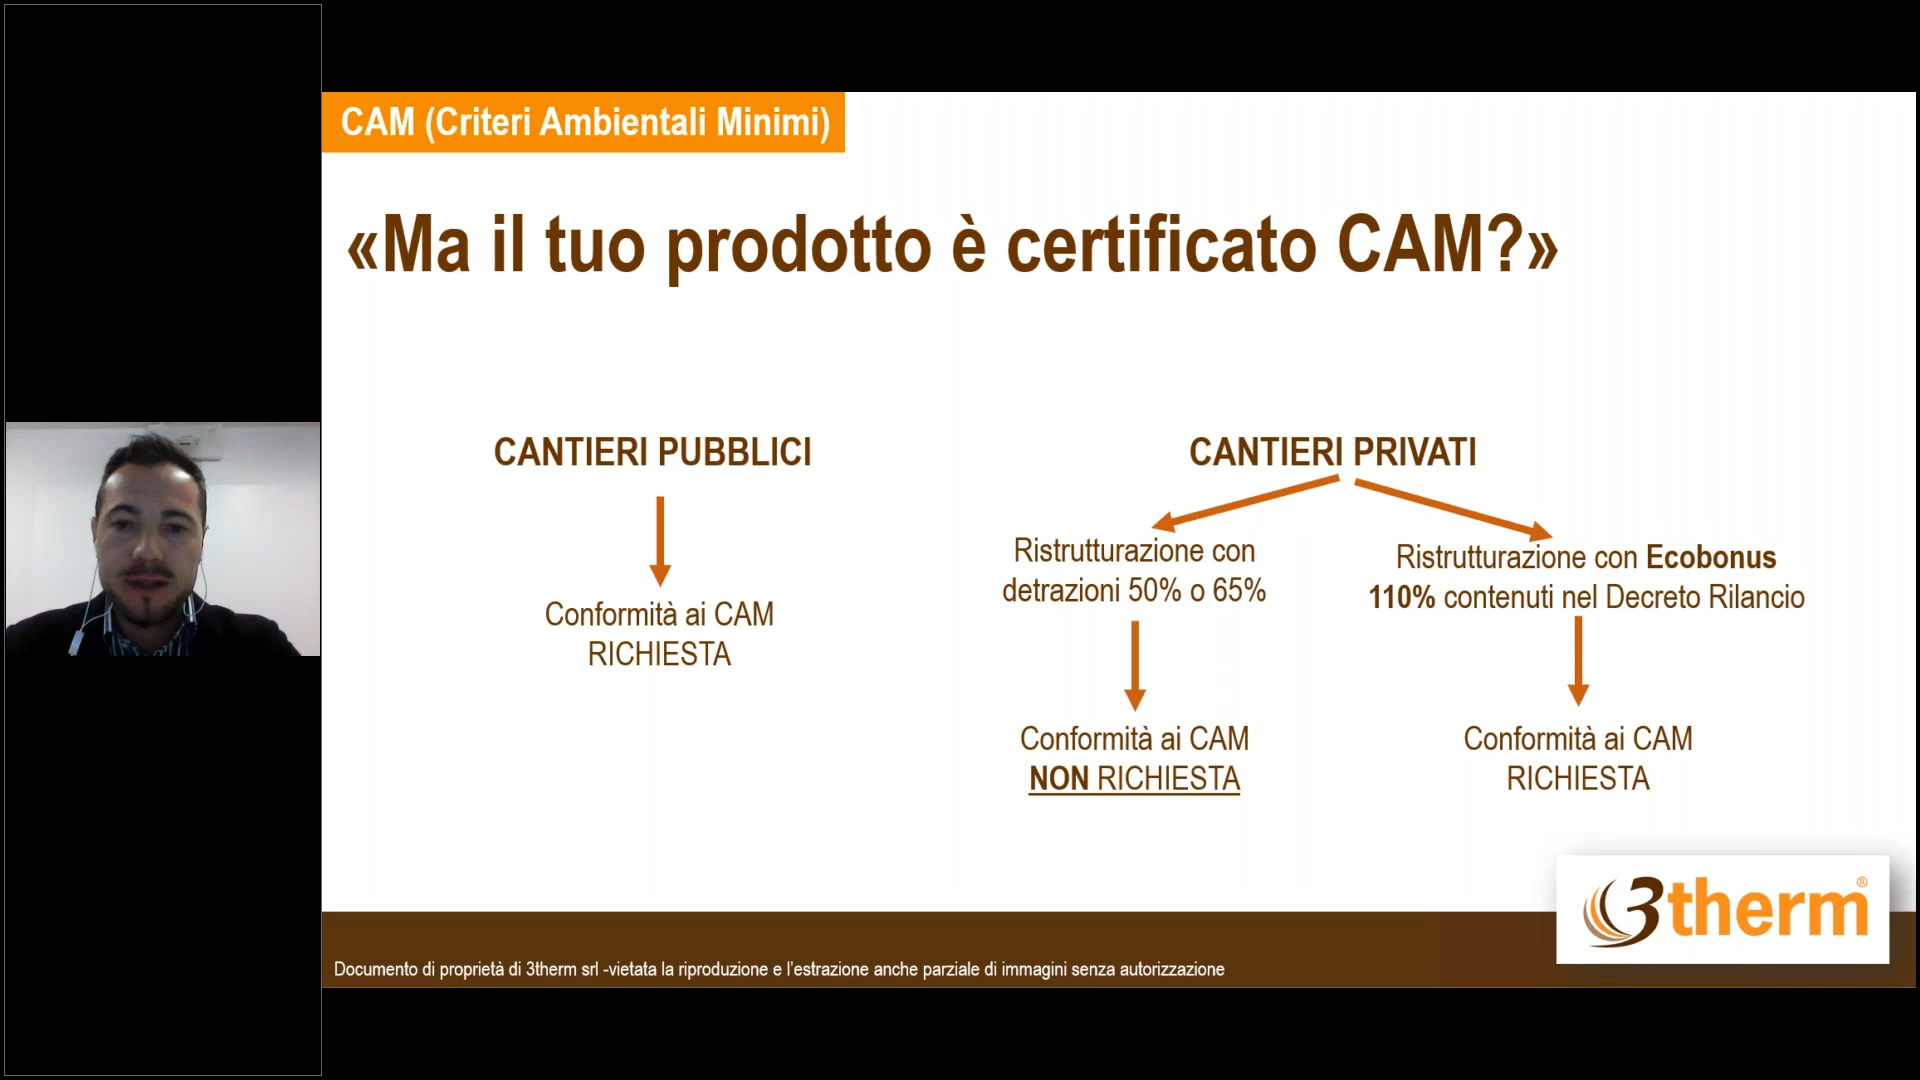 CAM (Criteri Ambientali Minimi)
«Ma il tuo prodotto è certificato CAM?»
CANTIERI PUBBLICI
Conformità ai CAM
RICHIESTA
CANTIERI PRIVATI
Ristrutturazione con
detrazioni 50% o 65%
Conformità ai CAM
NON RICHIESTA
Ristrutturazione con Ecobonus
110% contenuti nel Decreto Rilancio
Conformità ai CAM
RICHIESTA
3therm®
Documento di proprietà di 3therm srl -vietata la riproduzione e l'estrazione anche parziale di immagini senza autorizzazione